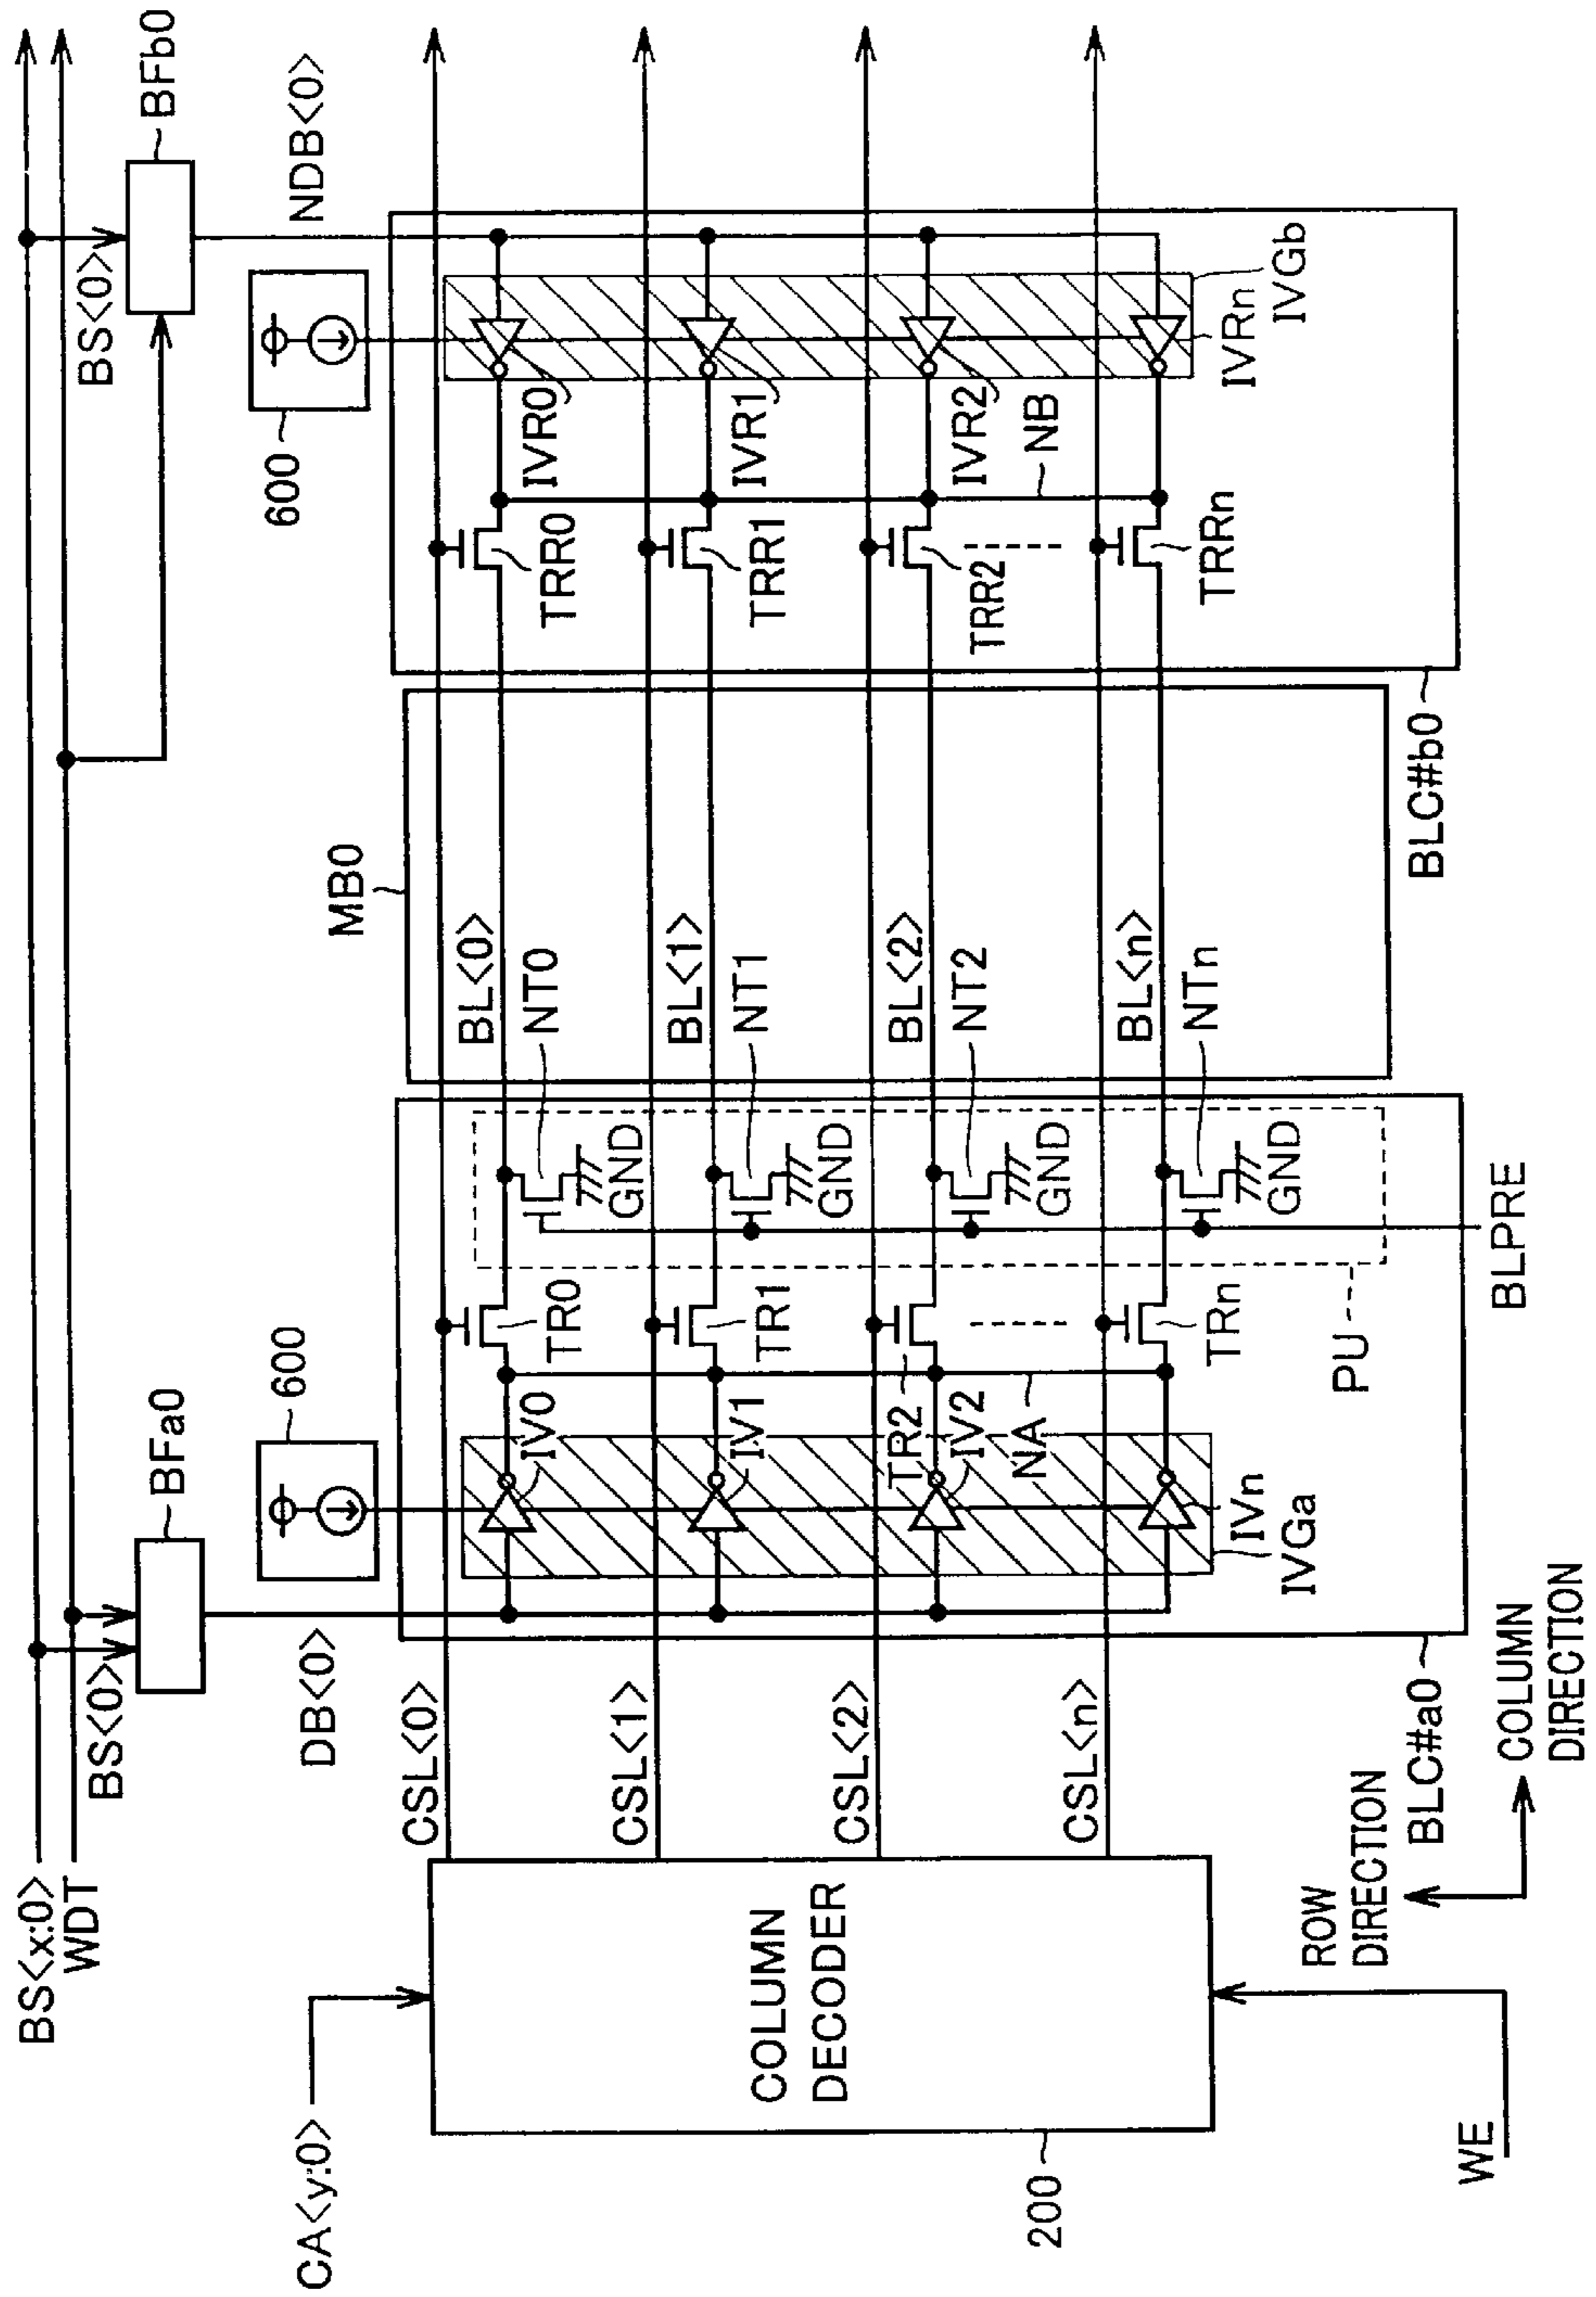 BS<x:0>
WDT
BS<0>
BFa0
BS<0>
BFb0
DB<0>
600
600
NDB<0>
MB0
CA<y:0>
COLUMN
DECODER
200
WE
CSL<0>
CSL<1>
CSL<2>
CSL<n>
IV0
IV1
IV2
IVn
IVGa
NA
TR0
TR1
TR2
TRn
PU
GND
GND
GND
GND
NT0
NT1
NT2
NTn
BL<0>
BL<1>
BL<2>
BL<n>
BLPRE
TRR0
TRR1
TRR2
TRRn
NB
IVR0
IVR1
IVR2
IVRn
IVGb
BLC#a0
BLC#b0
ROW
DIRECTION
COLUMN
DIRECTION